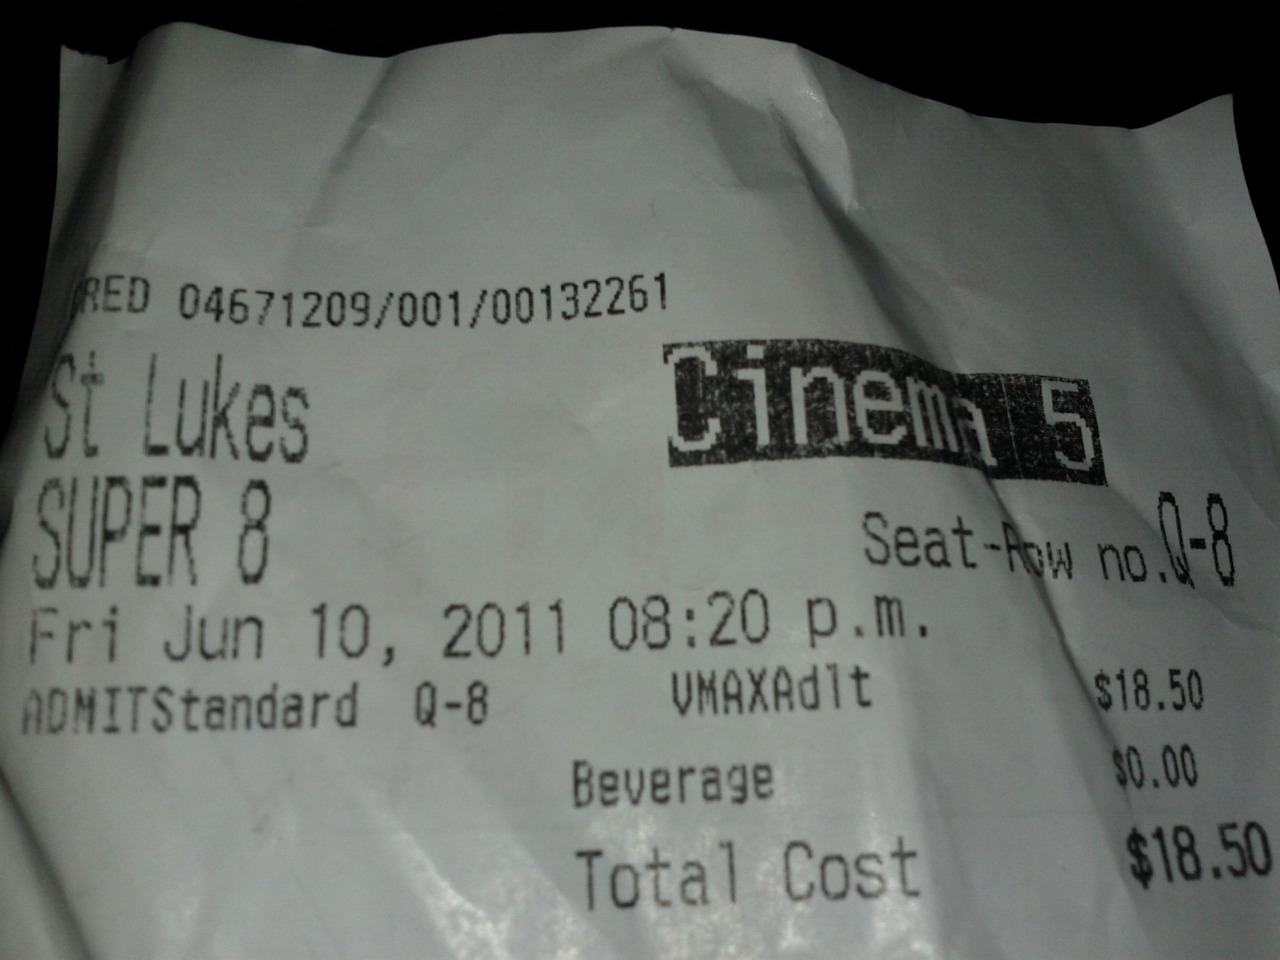 RED 04671209/001/00132261
St Lukes
Cinema 5
SUPER 8
Seat-Row no.Q-8
Fri Jun 10, 2011 08:20 p.m.
ADMITStandard Q-8 VMAXAdlt $18.50
Beverage $0.00
Total Cost $18.50